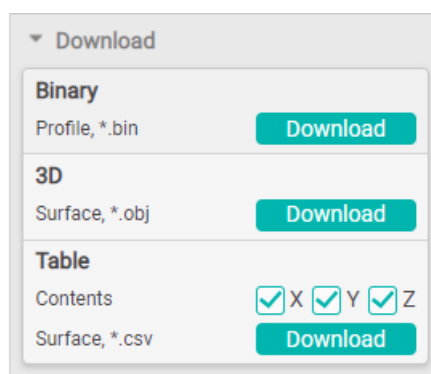 Download
Binary
Profile, *.bin Download
3D
Surface, *.obj Download
Table
Contents X Y Z
Surface, *.csv Download